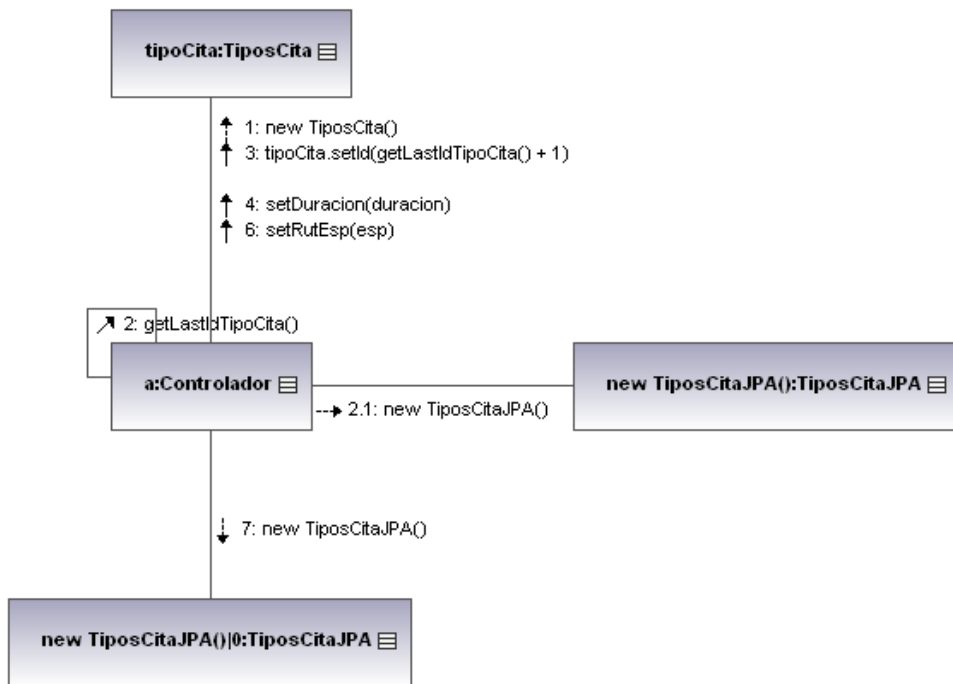 tipoCita:TiposCita
1: new TiposCita()
3: tipoCita.setId(getLastIdTipoCita() + 1)
4: setDuracion(duracion)
6: setRutEsp(esp)
2: getLastIdTipoCita()
a:Controlador
new TiposCitaJPA():TiposCitaJPA
2.1: new TiposCitaJPA()
7: new TiposCitaJPA()
new TiposCitaJPA()|0:TiposCitaJPA